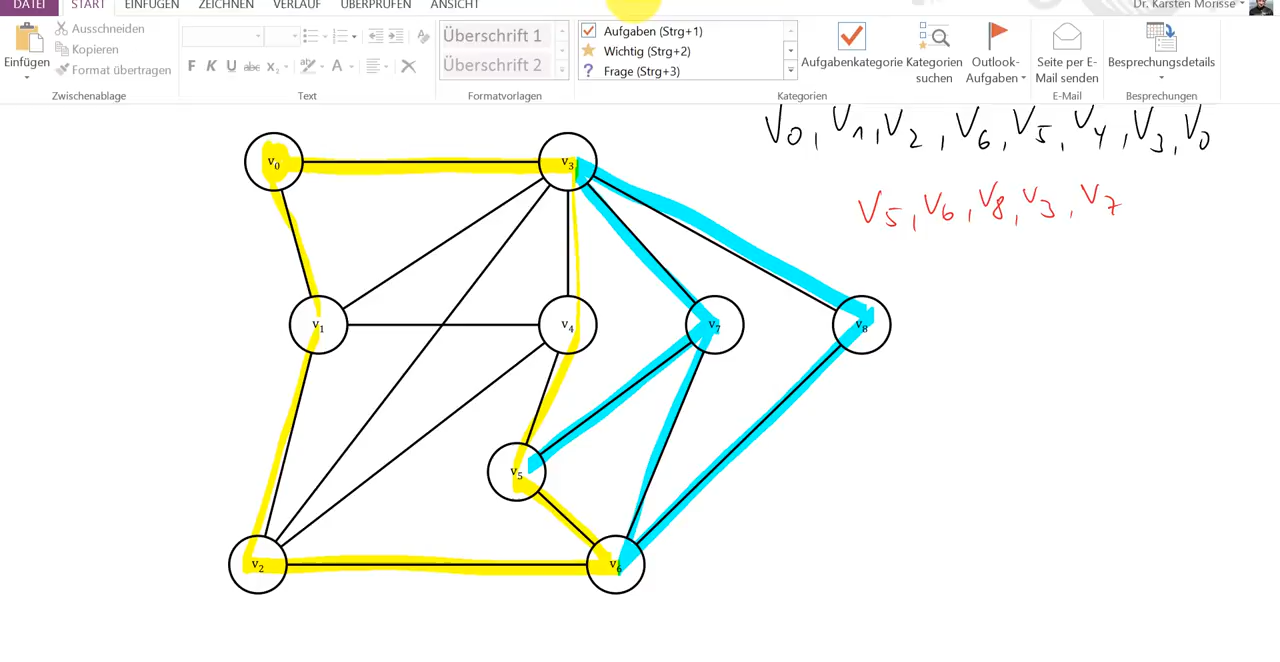 DATEI START EINFÜGEN ZEICHNEN VERLAUF ÜBERPRÜFEN ANSICHT Dr. Karsten Morisse
Einfügen
Ausschneiden
Kopieren
Format übertragen
Zwischenablage
F K U abc x₂ A
Text
Überschrift 1
Überschrift 2
Formatvorlagen
Aufgaben (Strg+1)
Wichtig (Strg+2)
? Frage (Strg+3)
Aufgabenkategorie
Kategorien
suchen
Kategorien
Outlook-
Aufgaben
Seite per E-
Mail senden
E-Mail
Besprechungsdetails
Besprechungen
V₀, V₁, V₂, V₆, V₅, V₄, V₃, V₀
V₅, V₆, V₈, V₃, V₇
v₀ v₃
v₁ v₄ v₇ v₈
v₅
v₂ v₆